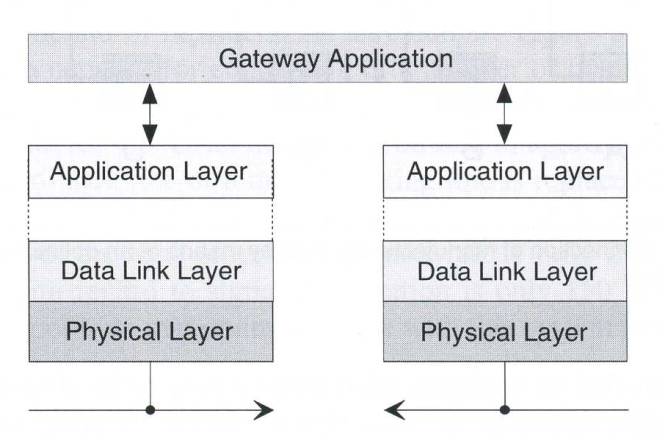 Gateway Application
Application Layer
Application Layer
Data Link Layer
Data Link Layer
Physical Layer
Physical Layer